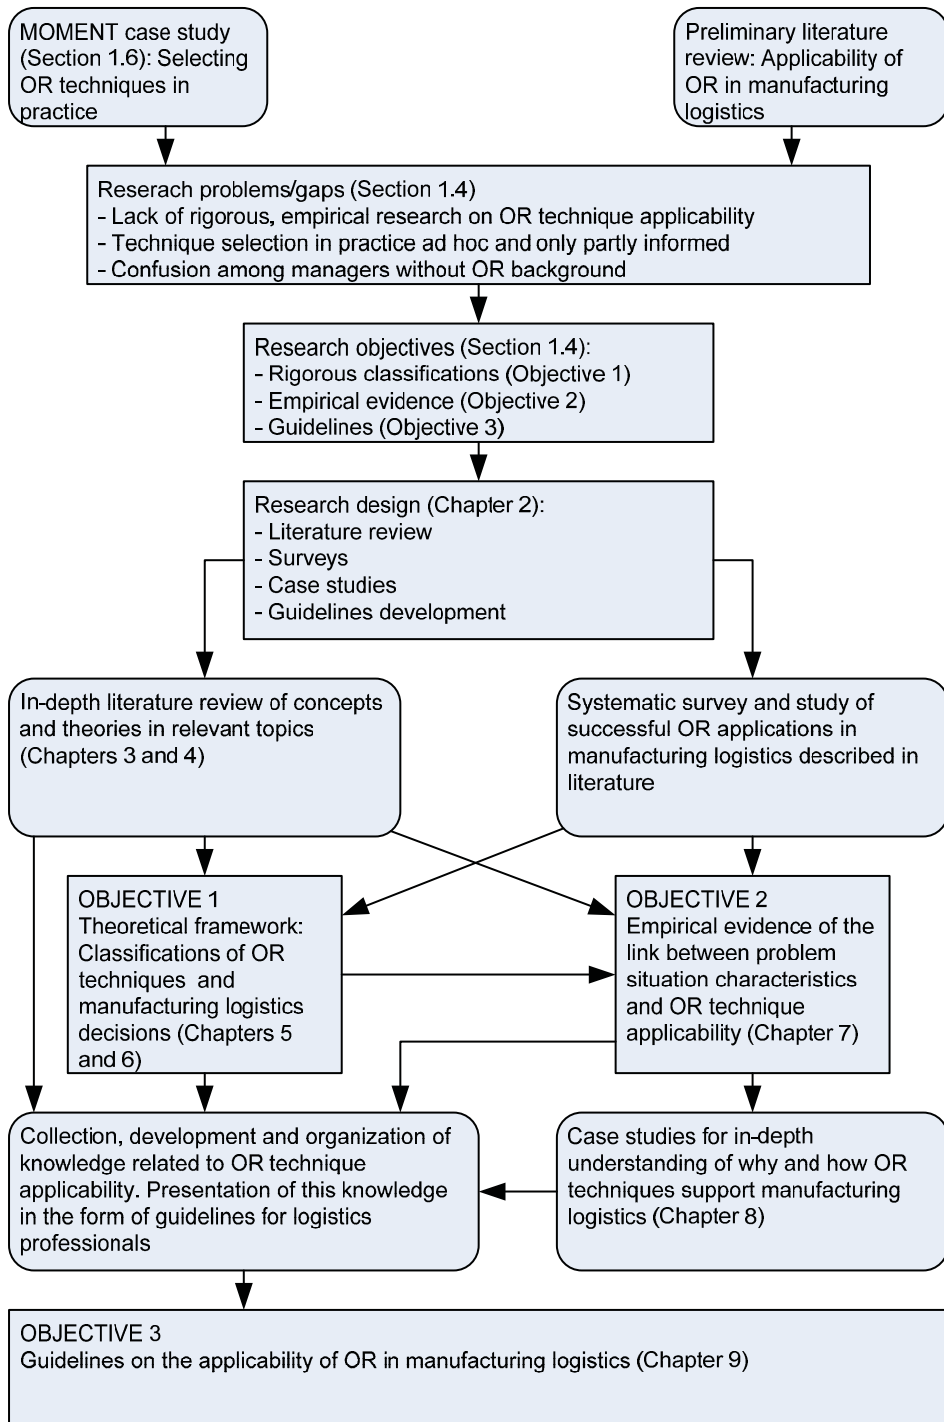 MOMENT case study
(Section 1.6): Selecting
OR techniques in
practice
Preliminary literature
review: Applicability of
OR in manufacturing
logistics
Reserach problems/gaps (Section 1.4)
- Lack of rigorous, empirical research on OR technique applicability
- Technique selection in practice ad hoc and only partly informed
- Confusion among managers without OR background
Research objectives (Section 1.4):
- Rigorous classifications (Objective 1)
- Empirical evidence (Objective 2)
- Guidelines (Objective 3)
Research design (Chapter 2):
- Literature review
- Surveys
- Case studies
- Guidelines development
In-depth literature review of concepts
and theories in relevant topics
(Chapters 3 and 4)
Systematic survey and study of
successful OR applications in
manufacturing logistics described in
literature
OBJECTIVE 1
Theoretical framework:
Classifications of OR
techniques and
manufacturing logistics
decisions (Chapters 5
and 6)
OBJECTIVE 2
Empirical evidence of the
link between problem
situation characteristics
and OR technique
applicability (Chapter 7)
Collection, development and organization of
knowledge related to OR technique
applicability. Presentation of this knowledge
in the form of guidelines for logistics
professionals
Case studies for in-depth
understanding of why and how OR
techniques support manufacturing
logistics (Chapter 8)
OBJECTIVE 3
Guidelines on the applicability of OR in manufacturing logistics (Chapter 9)